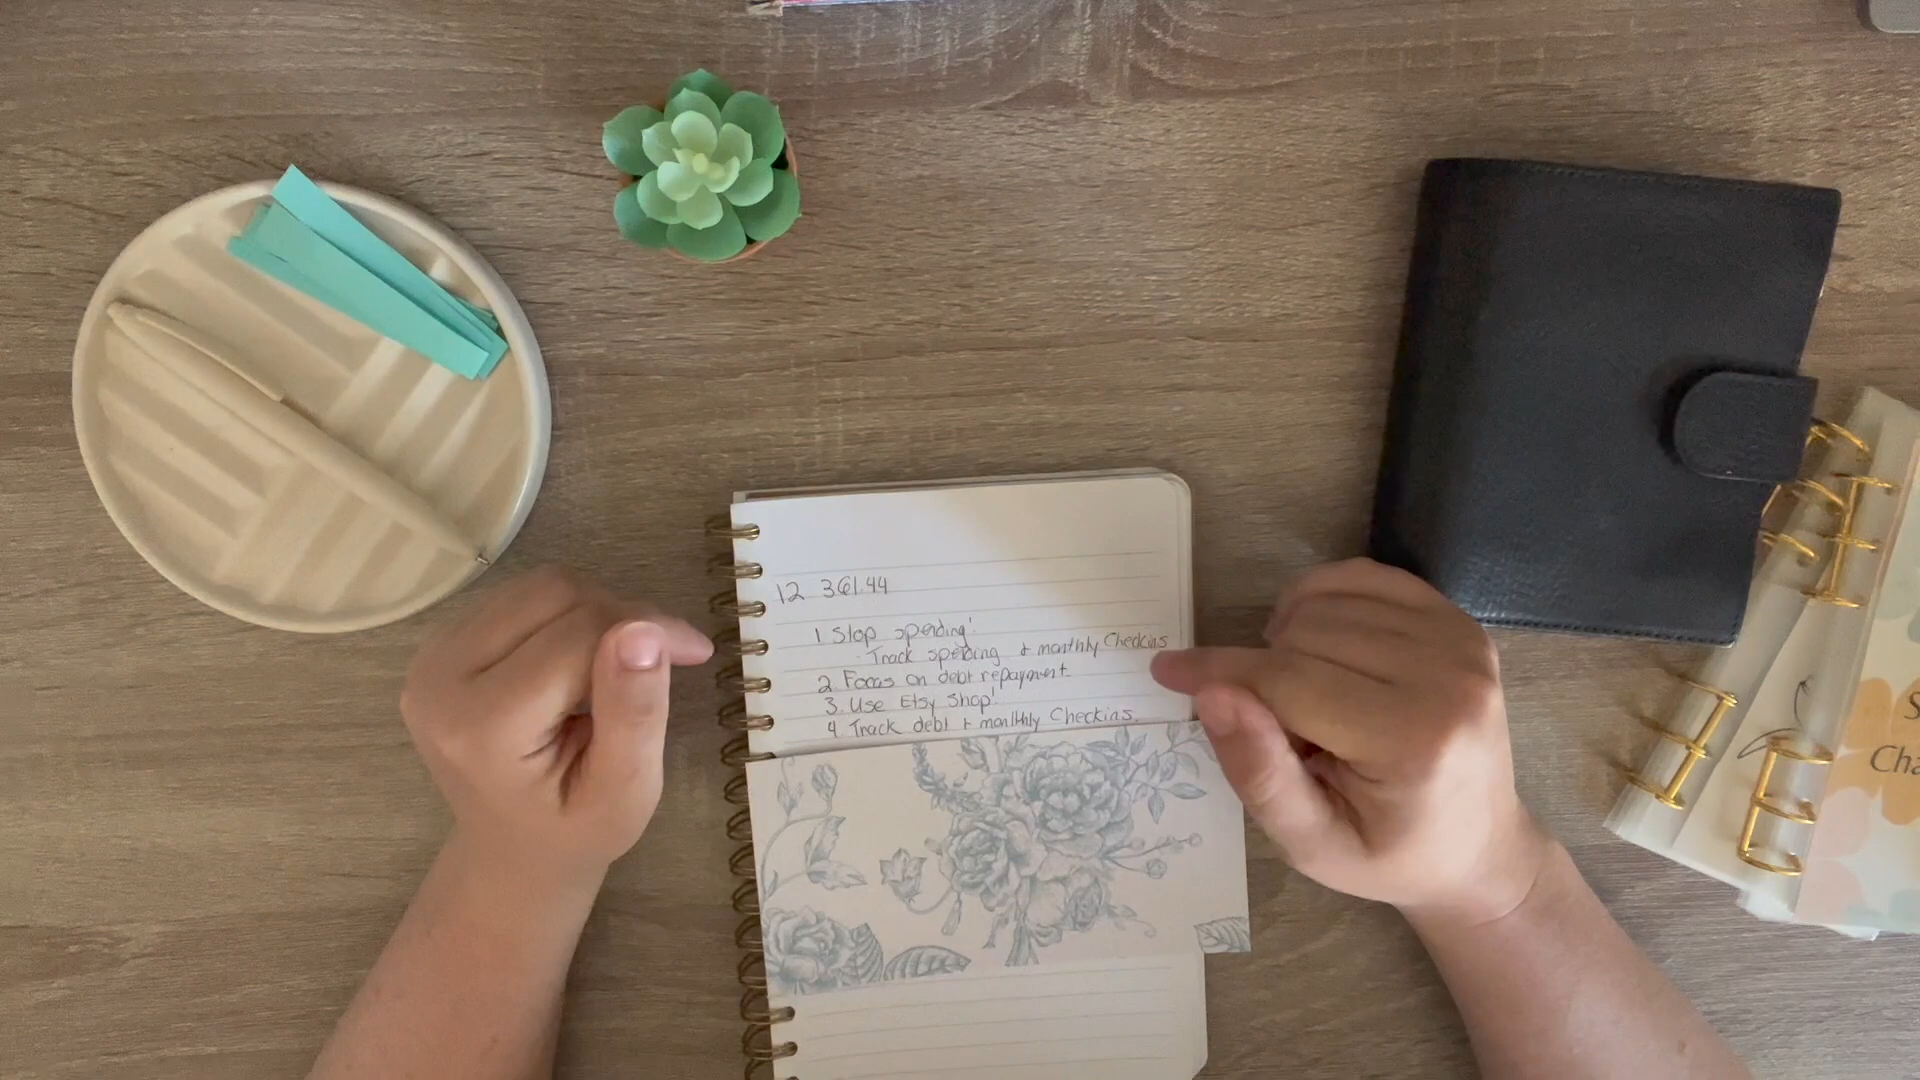 12 361.44
1 Stop spending!
· Track spending + monthly Checkins
2. Focus on debt repayment.
3. Use Etsy Shop!
4. Track debt + monthly Checkins.